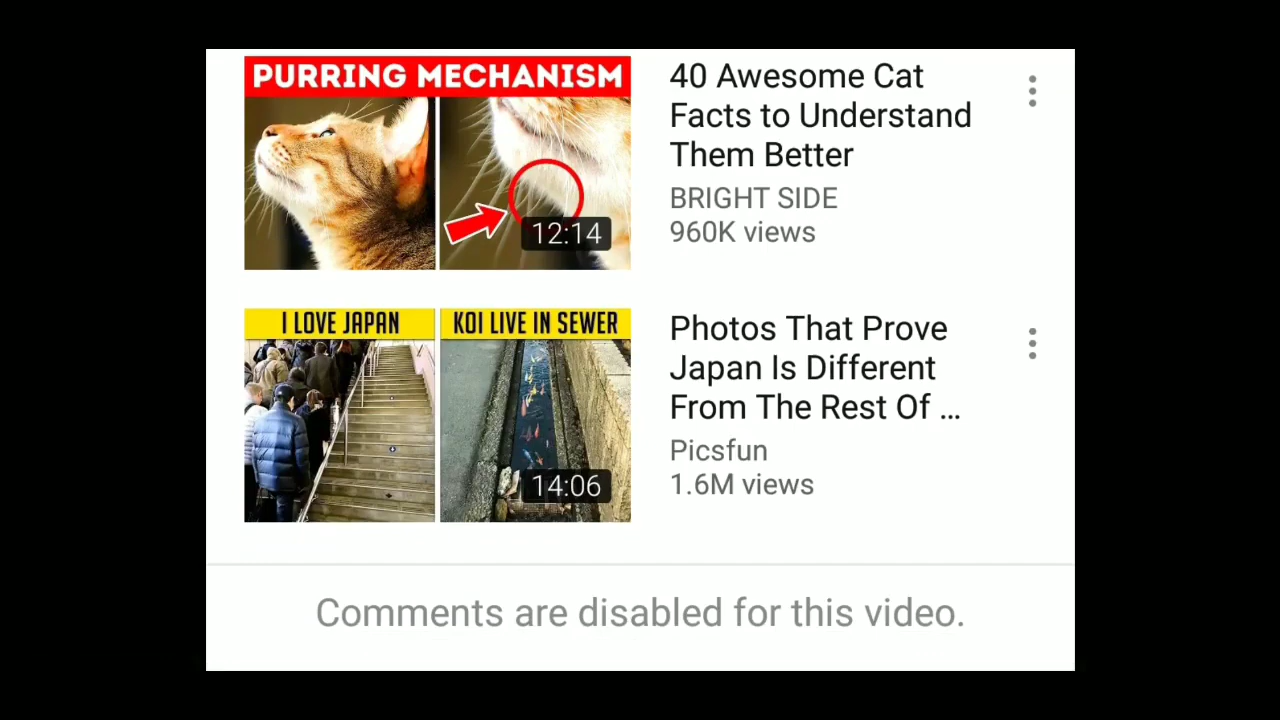 PURRING MECHANISM
12:14
40 Awesome Cat
Facts to Understand
Them Better
BRIGHT SIDE
960K views
I LOVE JAPAN
KOI LIVE IN SEWER
14:06
Photos That Prove
Japan Is Different
From The Rest Of ...
Picsfun
1.6M views
Comments are disabled for this video.